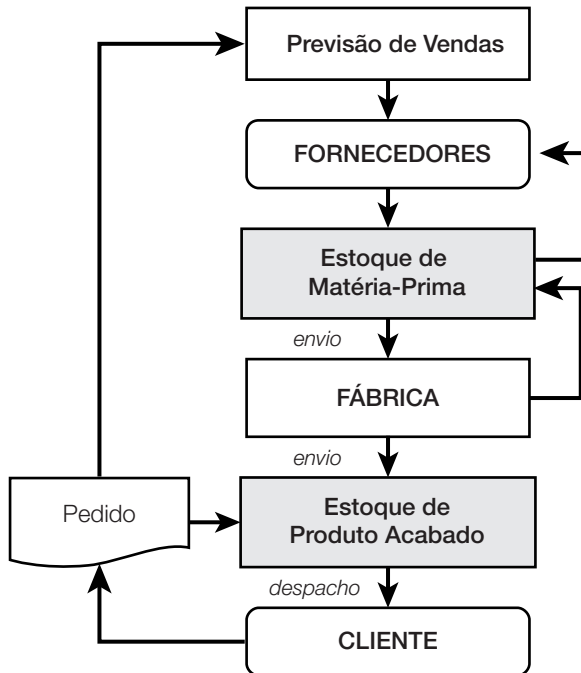 Previsão de Vendas
FORNECEDORES
Estoque de
Matéria-Prima
envio
FÁBRICA
envio
Pedido
Estoque de
Produto Acabado
despacho
CLIENTE